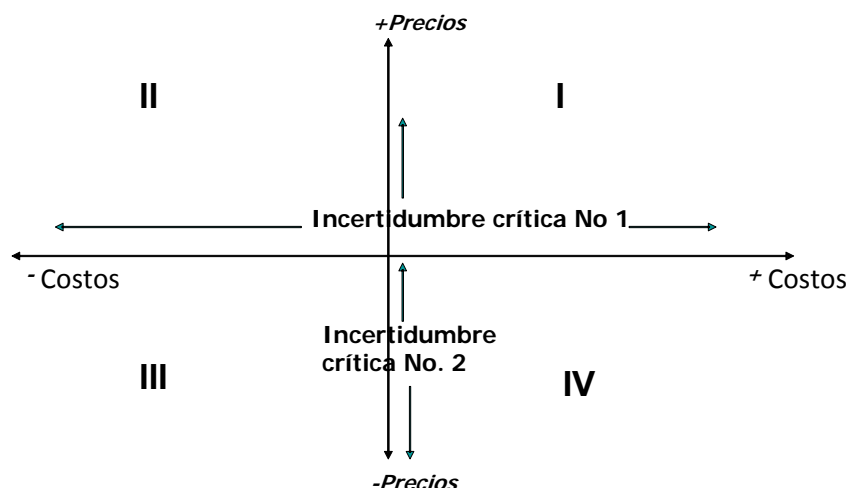 +Precios
II
I
Incertidumbre crítica No 1
- Costos
+ Costos
Incertidumbre
crítica No. 2
III
IV
-Precios